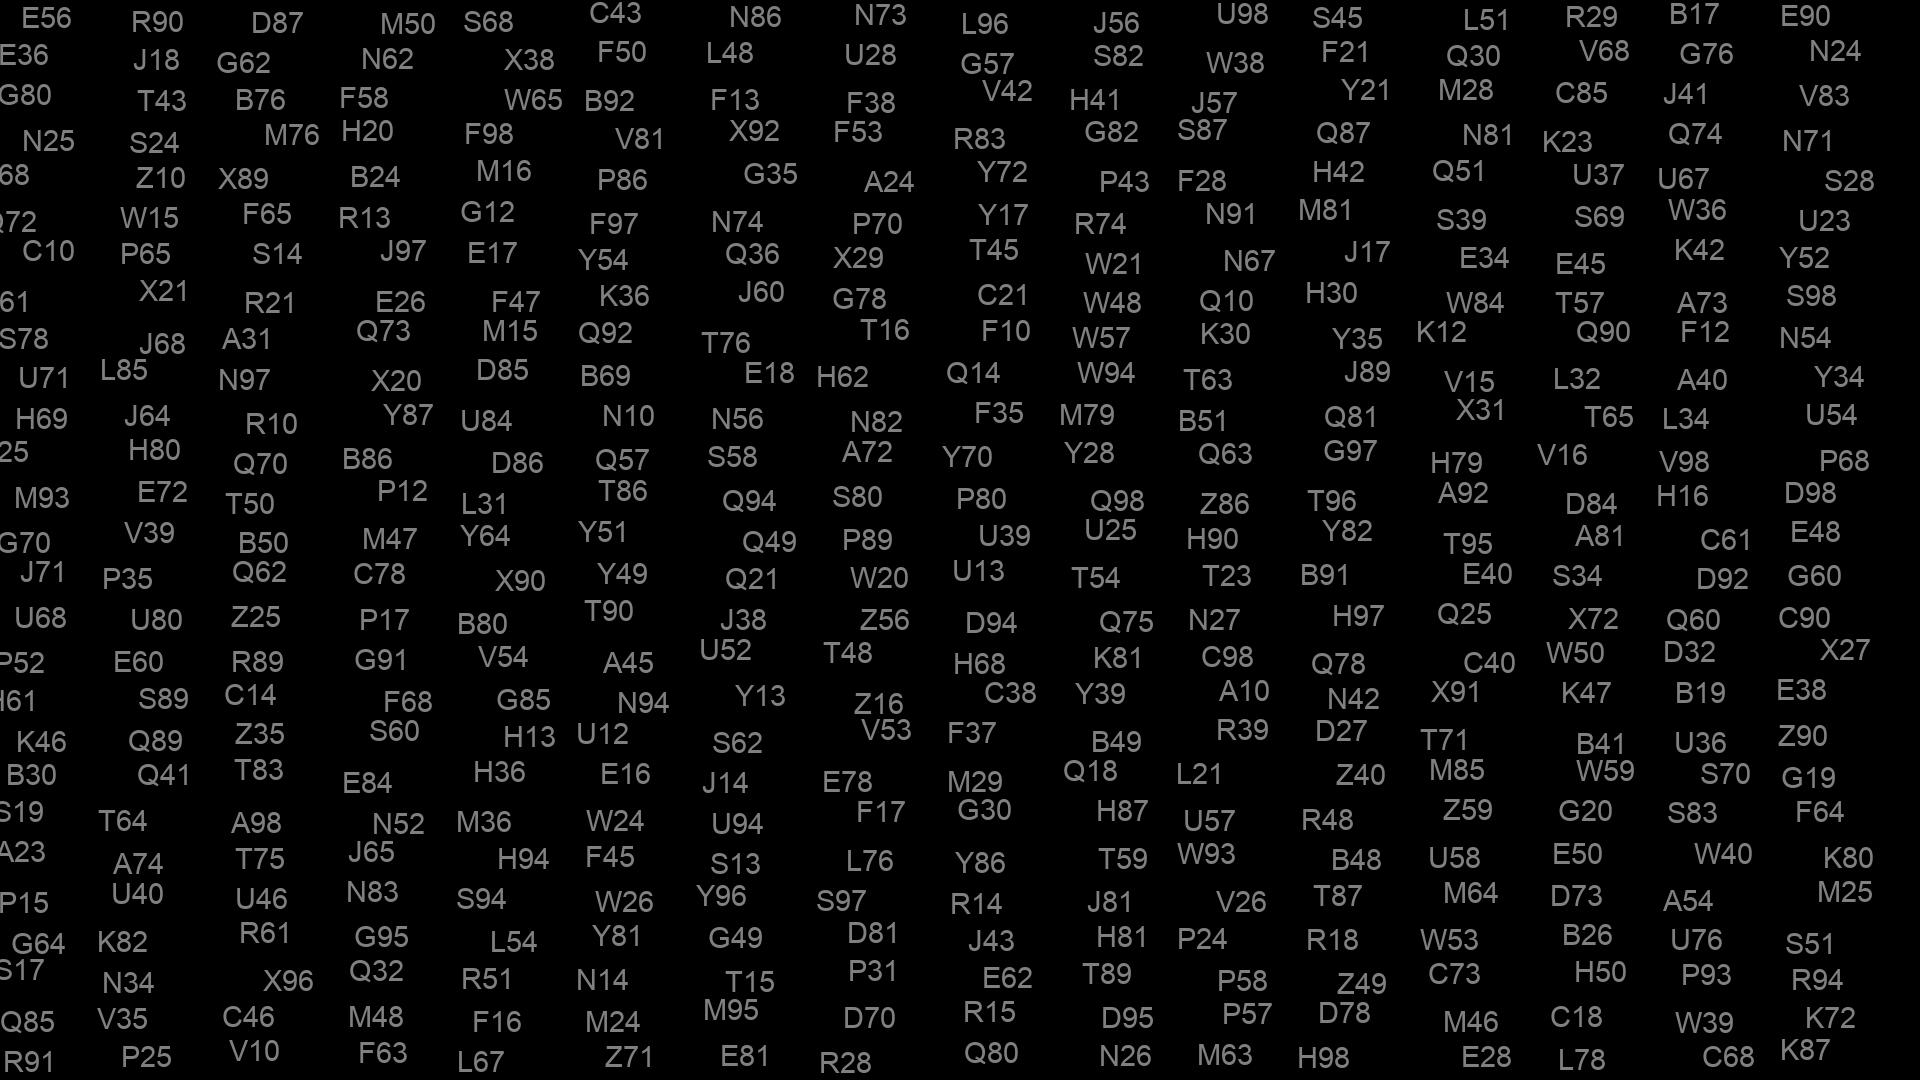 E56 R90 D87 M50 S68 C43 N86 N73 L96 J56 U98 S45 L51 R29 B17 E90
E36 J18 G62 N62 X38 F50 L48 U28 G57 S82 W38 F21 Q30 V68 G76 N24
G80 T43 B76 F58 W65 B92 F13 F38 V42 H41 J57 Y21 M28 C85 J41 V83
N25 S24 M76 H20 F98 V81 X92 F53 R83 G82 S87 Q87 N81 K23 Q74 N71
68 Z10 X89 B24 M16 P86 G35 A24 Y72 P43 F28 H42 Q51 U37 U67 S28
Q72 W15 F65 R13 G12 F97 N74 P70 Y17 R74 N91 M81 S39 S69 W36 U23
C10 P65 S14 J97 E17 Y54 Q36 X29 T45 W21 N67 J17 E34 E45 K42 Y52
61 X21 R21 E26 F47 K36 J60 G78 C21 W48 Q10 H30 W84 T57 A73 S98
S78 J68 A31 Q73 M15 Q92 T76 T16 F10 W57 K30 Y35 K12 Q90 F12 N54
U71 L85 N97 X20 D85 B69 E18 H62 Q14 W94 T63 J89 V15 L32 A40 Y34
H69 J64 R10 Y87 U84 N10 N56 N82 F35 M79 B51 Q81 X31 T65 L34 U54
25 H80 Q70 B86 D86 Q57 S58 A72 Y70 Y28 Q63 G97 H79 V16 V98 P68
M93 E72 T50 P12 L31 T86 Q94 S80 P80 Q98 Z86 T96 A92 D84 H16 D98
G70 V39 B50 M47 Y64 Y51 Q49 P89 U39 U25 H90 Y82 T95 A81 C61 E48
J71 P35 Q62 C78 X90 Y49 Q21 W20 U13 T54 T23 B91 E40 S34 D92 G60
U68 U80 Z25 P17 B80 T90 J38 Z56 D94 Q75 N27 H97 Q25 X72 Q60 C90
P52 E60 R89 G91 V54 A45 U52 T48 H68 K81 C98 Q78 C40 W50 D32 X27
H61 S89 C14 F68 G85 N94 Y13 Z16 C38 Y39 A10 N42 X91 K47 B19 E38
K46 Q89 Z35 S60 H13 U12 S62 V53 F37 B49 R39 D27 T71 B41 U36 Z90
B30 Q41 T83 E84 H36 E16 J14 E78 M29 Q18 L21 Z40 M85 W59 S70 G19
S19 T64 A98 N52 M36 W24 U94 F17 G30 H87 U57 R48 Z59 G20 S83 F64
A23 A74 T75 J65 H94 F45 S13 L76 Y86 T59 W93 B48 U58 E50 W40 K80
P15 U40 U46 N83 S94 W26 Y96 S97 R14 J81 V26 T87 M64 D73 A54 M25
G64 K82 R61 G95 L54 Y81 G49 D81 J43 H81 P24 R18 W53 B26 U76 S51
S17 N34 X96 Q32 R51 N14 T15 P31 E62 T89 P58 Z49 C73 H50 P93 R94
Q85 V35 C46 M48 F16 M24 M95 D70 R15 D95 P57 D78 M46 C18 W39 K72
R91 P25 V10 F63 L67 Z71 E81 R28 Q80 N26 M63 H98 E28 L78 C68 K87